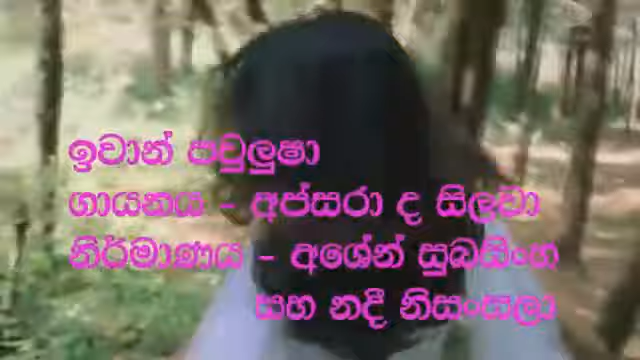 ඉවාන් පවුලුෂා
ගායනය - අප්සරා ද සිල්වා
නිර්මාණය - අශේන් සුබසිංහ
සහ නදී නිසංසලා